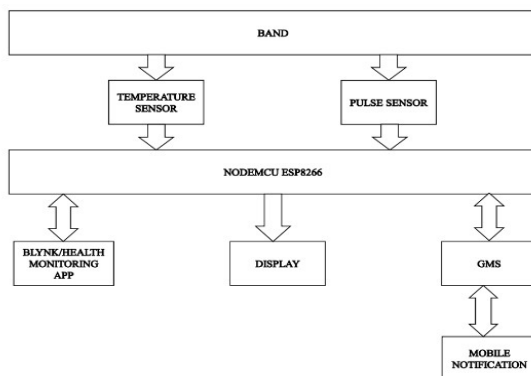 BAND
TEMPERATURE
SENSOR
PULSE SENSOR
NODEMCU ESP8266
BLYNK/HEALTH
MONITORING
APP
DISPLAY
GMS
MOBILE
NOTIFICATION